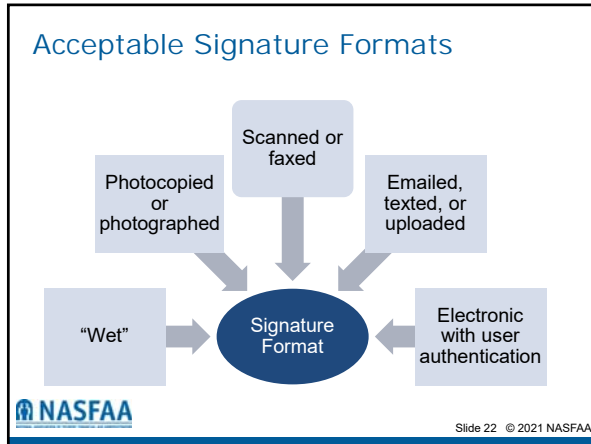 Acceptable Signature Formats
Scanned or
faxed
Photocopied
or
photographed
Emailed,
texted, or
uploaded
“Wet”
Signature
Format
Electronic
with user
authentication
NASFAA
Slide 22 © 2021 NASFAA